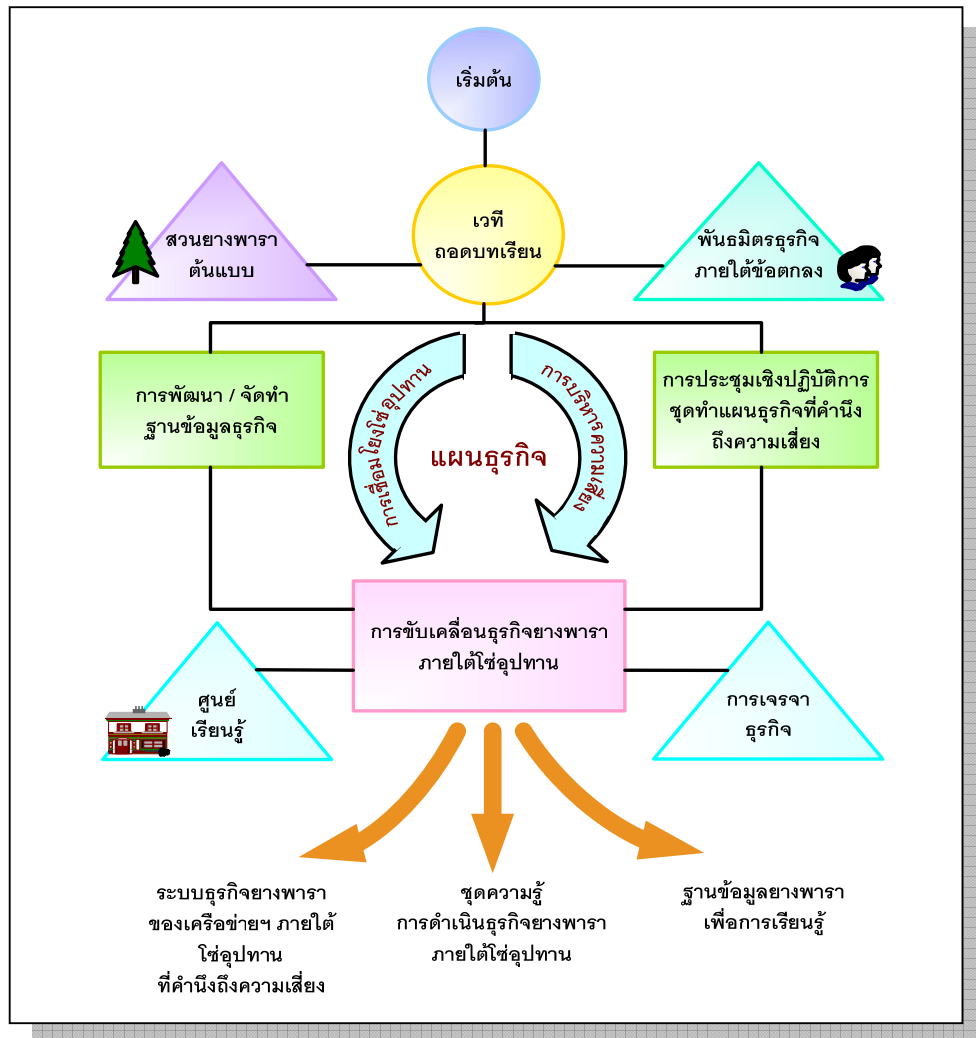 เริ่มต้น
เวที
ถอดบทเรียน
สวนยางพารา
ต้นแบบ
พันธมิตรธุรกิจ
ภายใต้ข้อตกลง
การพัฒนา / จัดทำ
ฐานข้อมูลธุรกิจ
การประชุมเชิงปฏิบัติการ
ชุดทำแผนธุรกิจที่คำนึง
ถึงความเสี่ยง
การเชื่อมโยงโซ่อุปทาน
แผนธุรกิจ
การบริหารความเสี่ยง
การขับเคลื่อนธุรกิจยางพารา
ภายใต้โซ่อุปทาน
ศูนย์
เรียนรู้
การเจรจา
ธุรกิจ
ระบบธุรกิจยางพารา
ของเครือข่ายฯ ภายใต้
โซ่อุปทาน
ที่คำนึงถึงความเสี่ยง
ชุดความรู้
การดำเนินธุรกิจยางพารา
ภายใต้โซ่อุปทาน
ฐานข้อมูลยางพารา
เพื่อการเรียนรู้